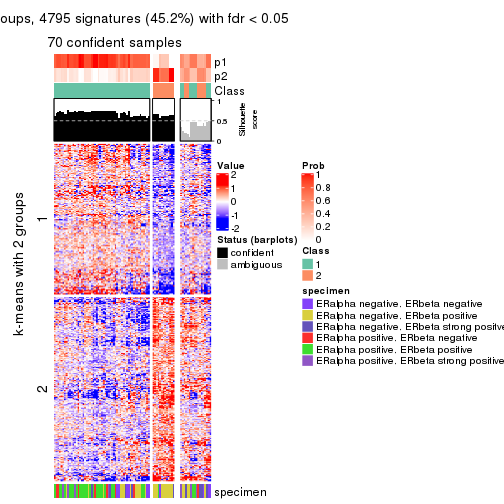 oups, 4795 signatures (45.2%) with fdr < 0.05
70 confident samples
p1
p2
Class
1
0.5
0
Silhouette
score
k-means with 2 groups
1
2
Value
2
1
0
-1
-2
Status (barplots)
confident
ambiguous
Prob
1
0.8
0.6
0.4
0.2
0
Class
1
2
specimen
ERalpha negative. ERbeta negative
ERalpha negative. ERbeta positive
ERalpha negative. ERbeta strong positive
ERalpha positive. ERbeta negative
ERalpha positive. ERbeta positive
ERalpha positive. ERbeta strong positive
specimen